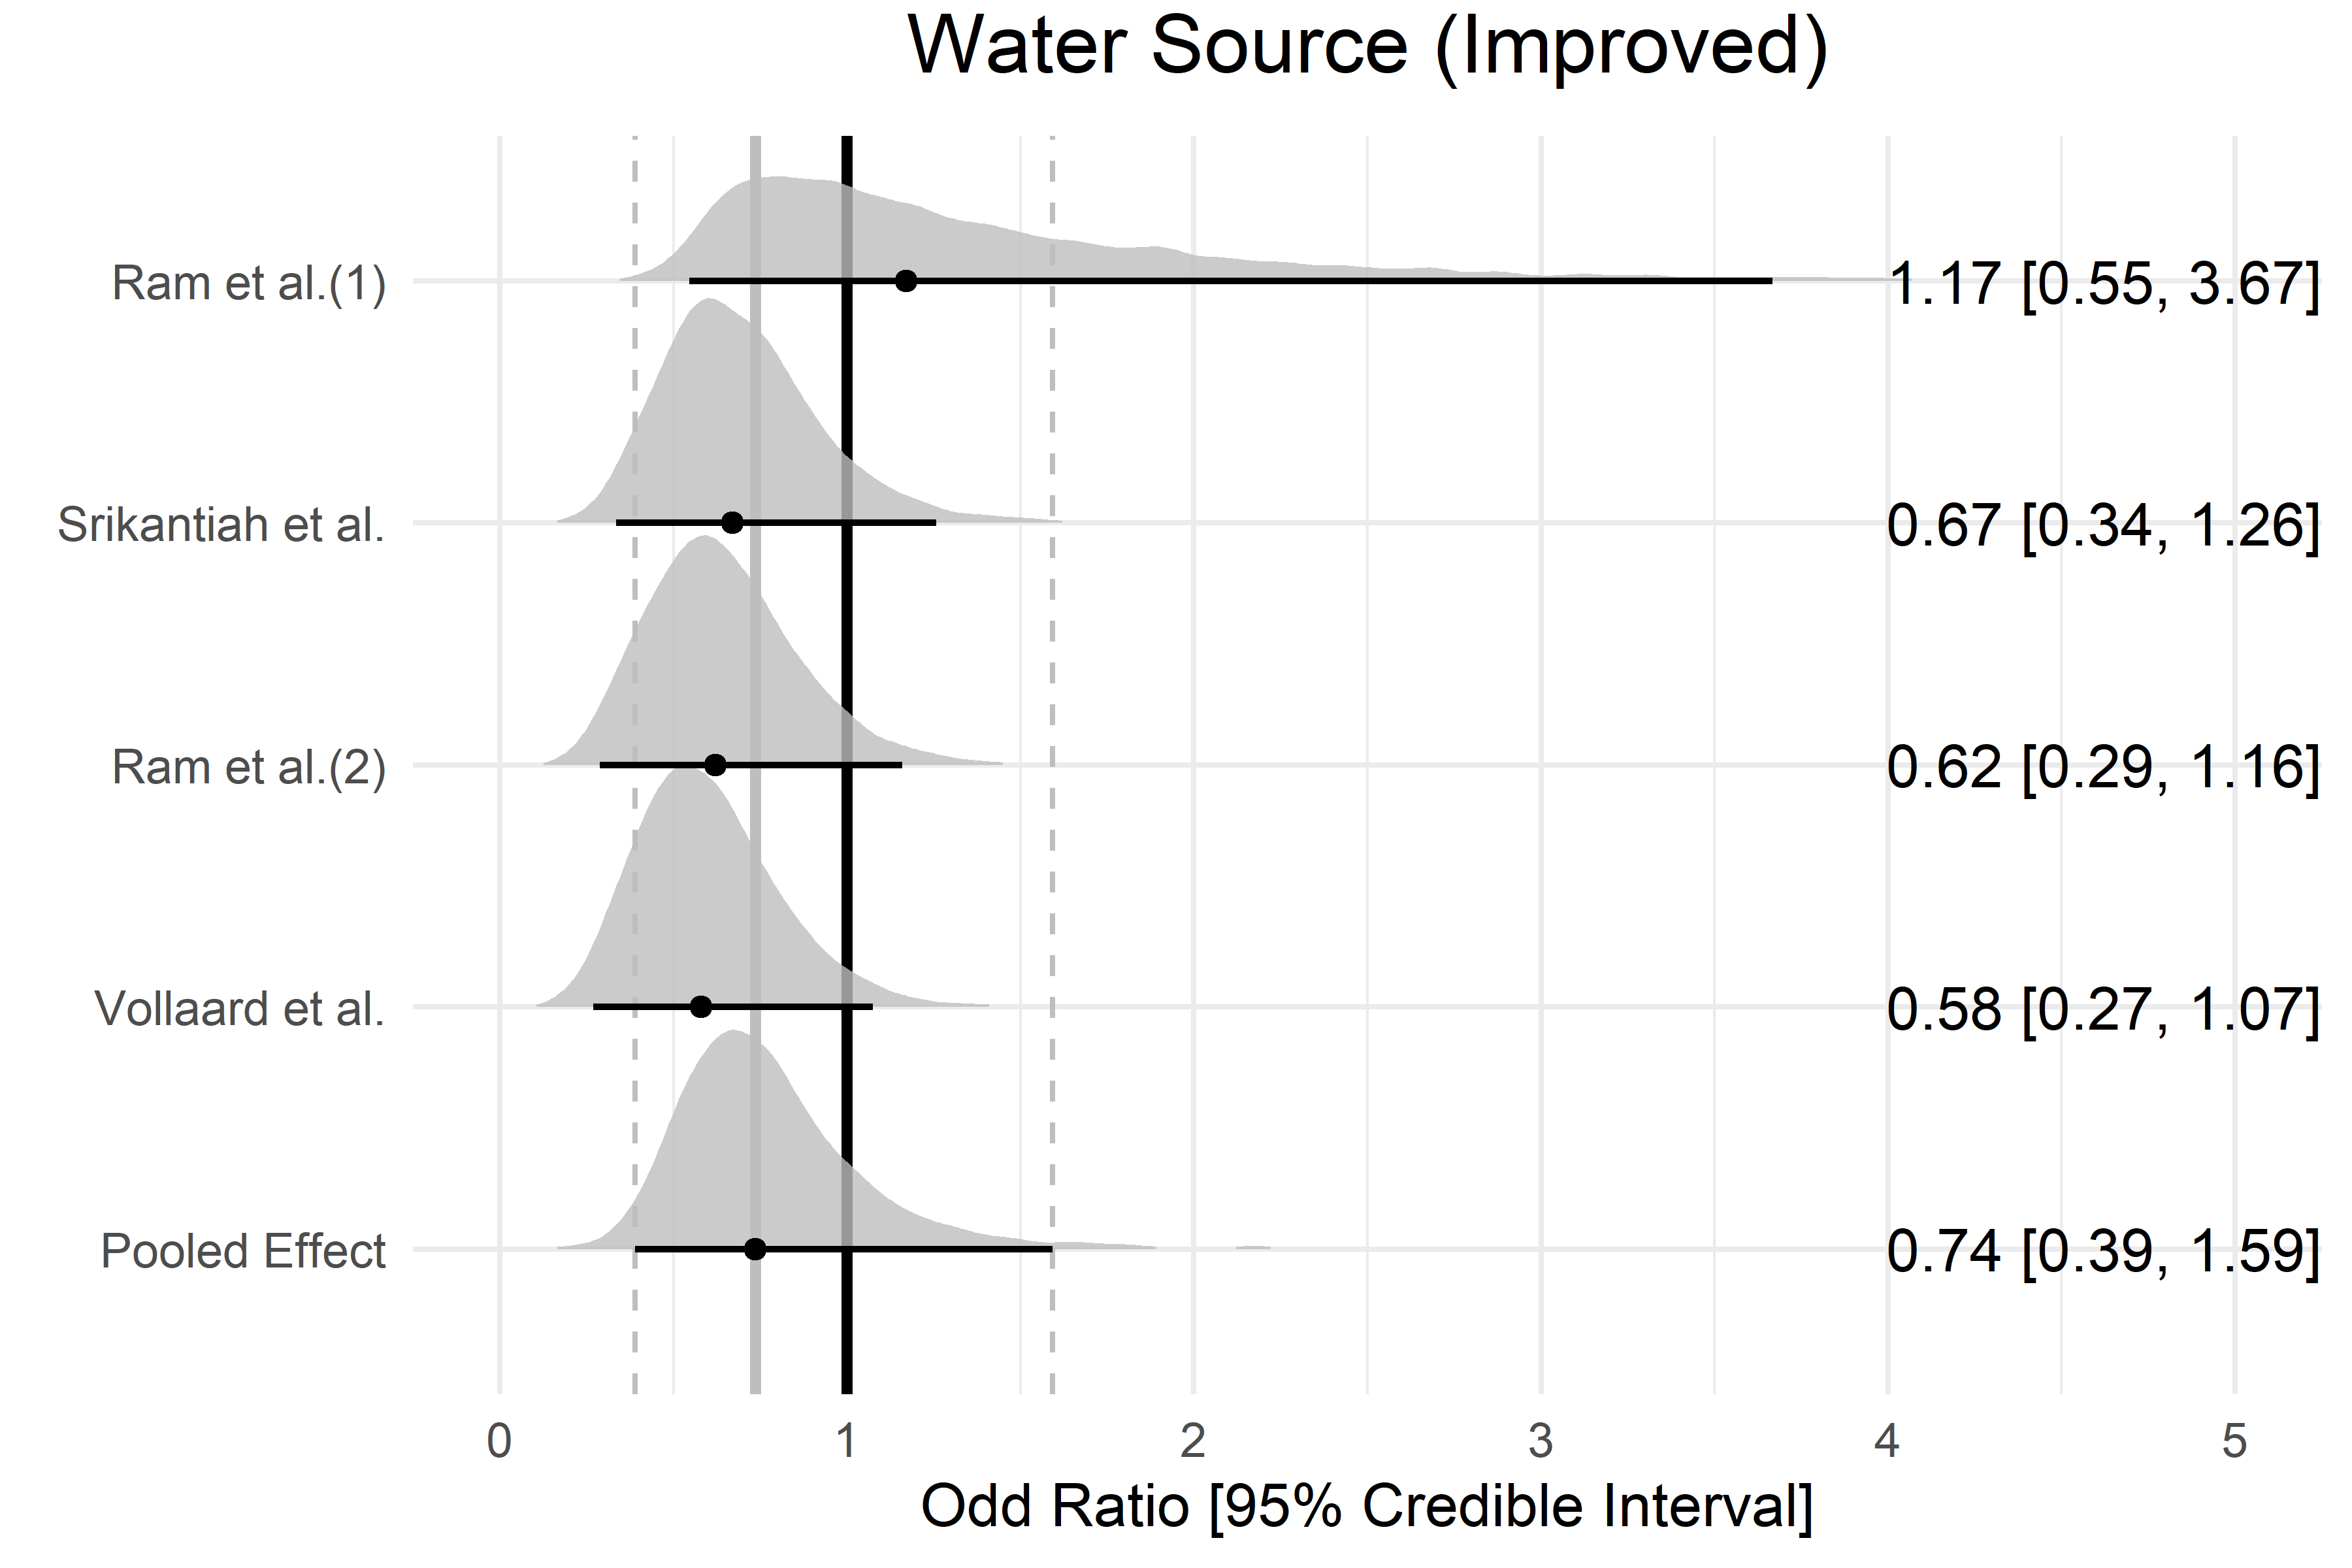 Water Source (Improved)
Ram et al.(1) 1.17 [0.55, 3.67]
Srikantiah et al. 0.67 [0.34, 1.26]
Ram et al.(2) 0.62 [0.29, 1.16]
Vollaard et al. 0.58 [0.27, 1.07]
Pooled Effect 0.74 [0.39, 1.59]
0 1 2 3 4 5
Odd Ratio [95% Credible Interval]